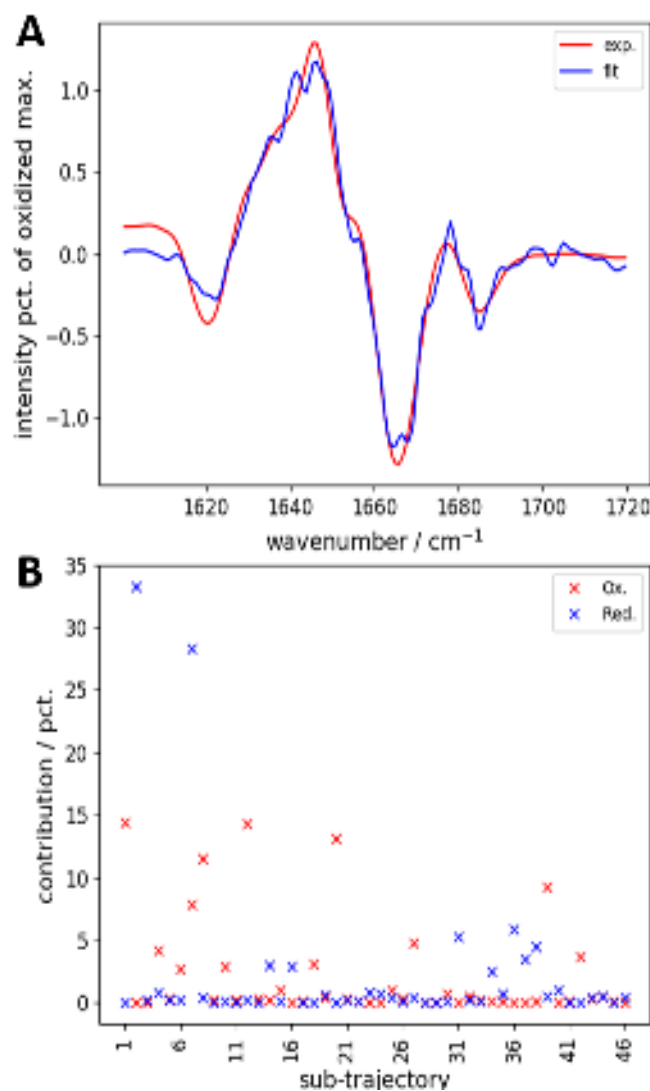 A
exp.
fit
1.0
0.5
0.0
−0.5
−1.0
intensity pct. of oxidized max.
1620 1640 1660 1680 1700 1720
wavenumber / cm⁻¹
B
Ox.
Red.
35
30
25
20
15
10
5
0
contribution / pct.
1 6 11 16 21 26 31 36 41 46
sub-trajectory